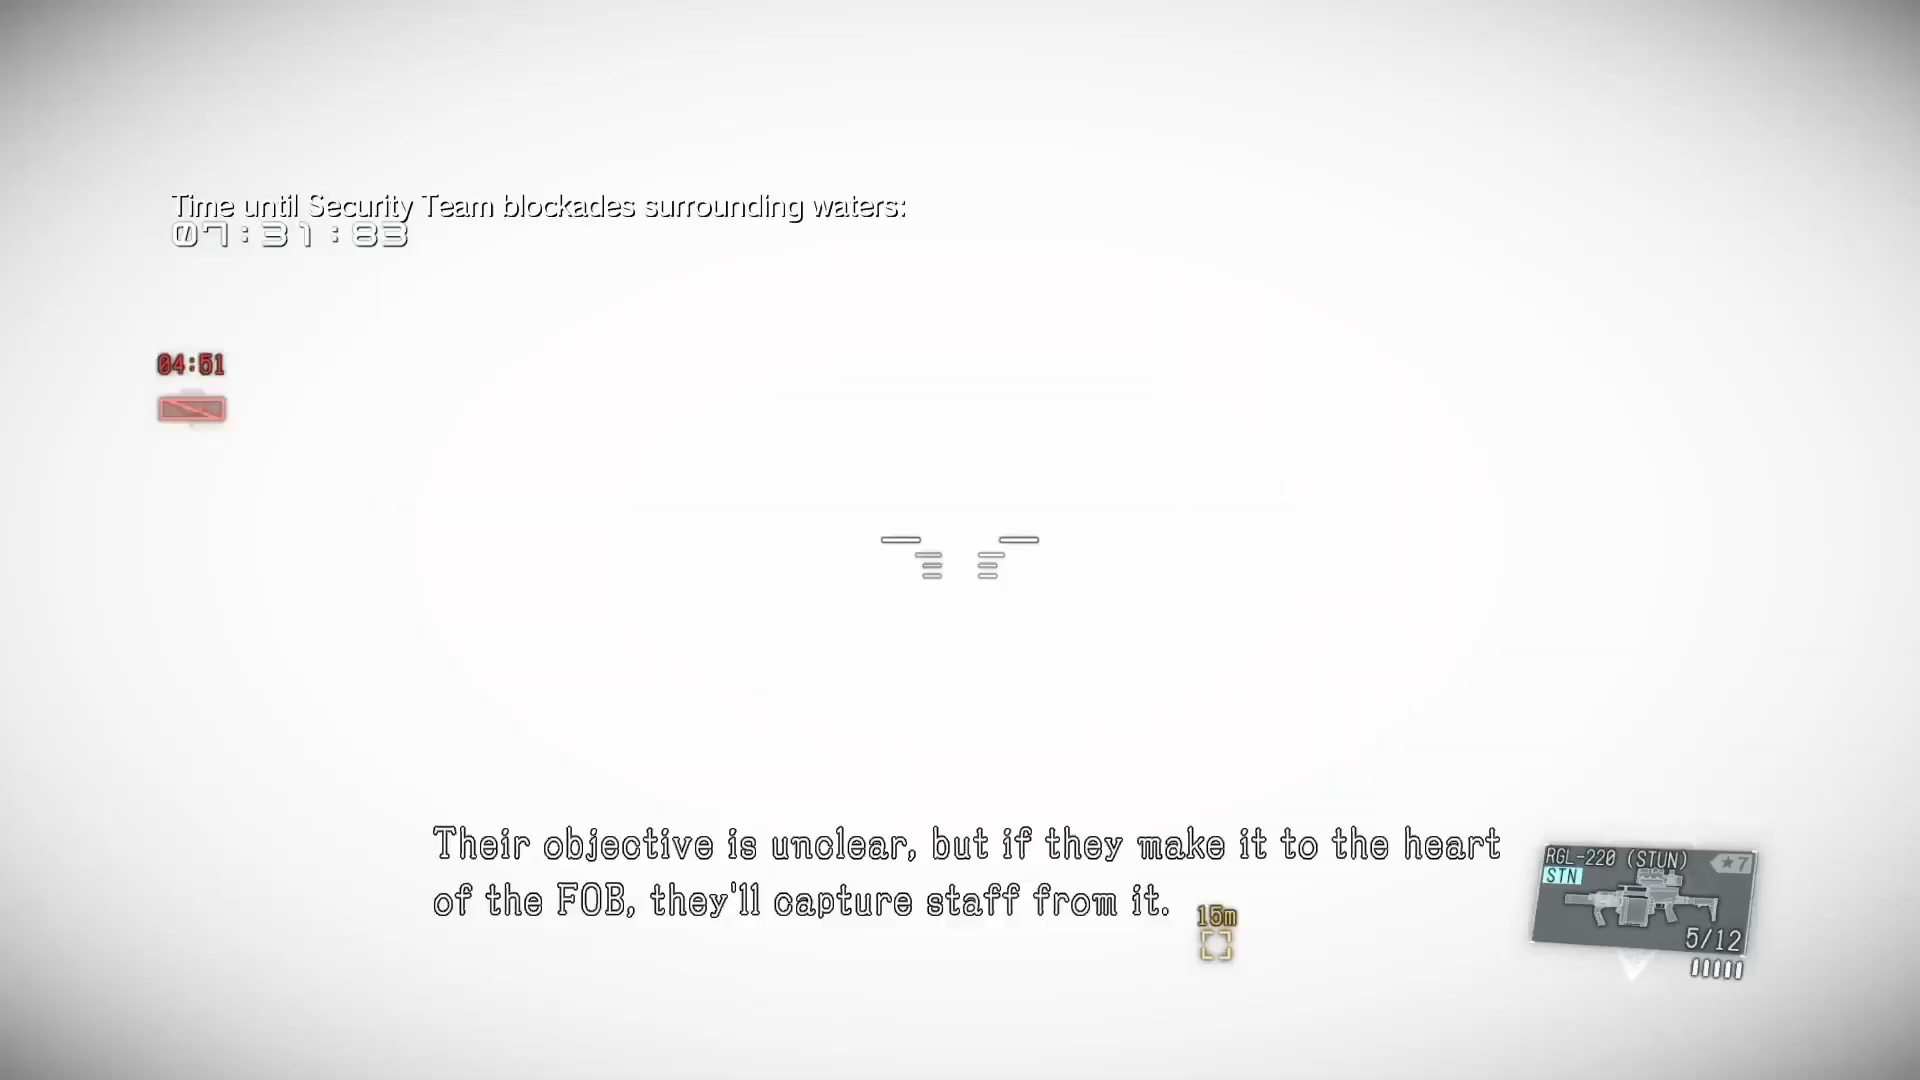 Time until Security Team blockades surrounding waters:
07:31:83
04:51
Their objective is unclear, but if they make it to the heart
of the FOB, they'll capture staff from it.
15m
RGL-220 (STUN)
★7
STN
5/12